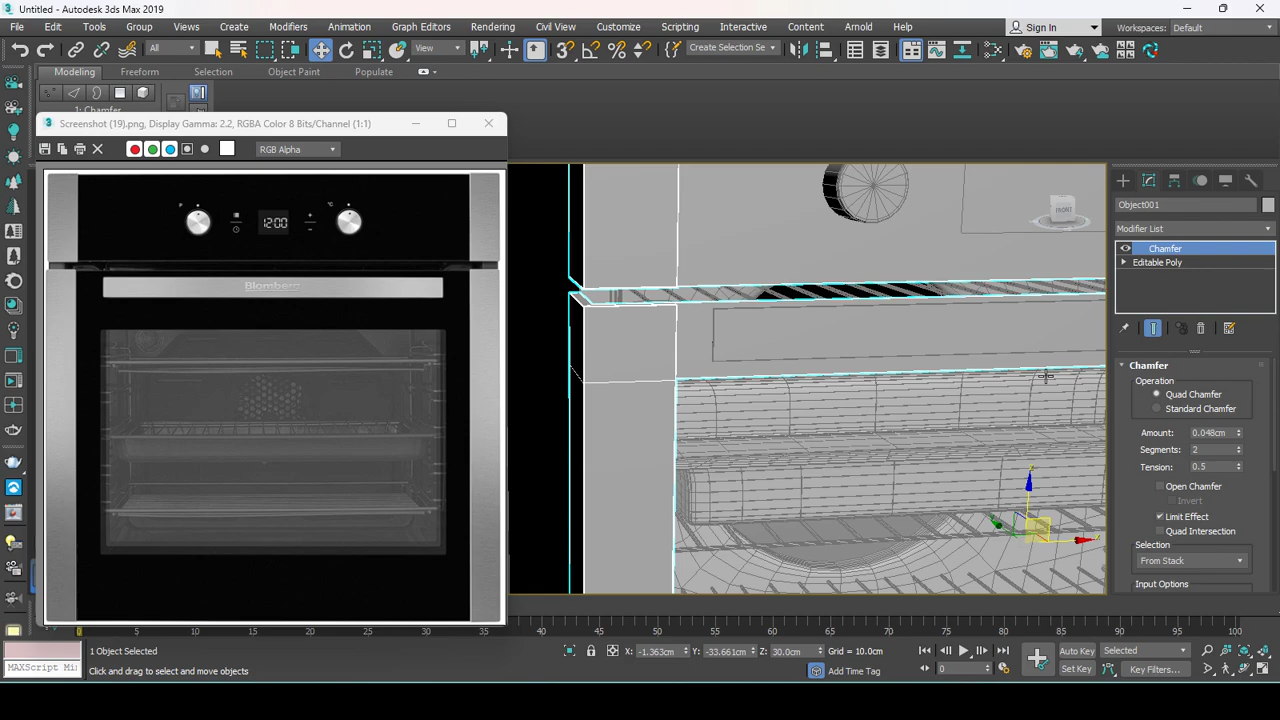 Untitled - Autodesk 3ds Max 2019
File Edit Tools Group Views Create Modifiers Animation Graph Editors Rendering Civil View Customize Scripting Interactive Content Arnold Help
Sign In
Workspaces: Default
All
View
Create Selection Se
Modeling Freeform Selection Object Paint Populate
1: Chamfer
Screenshot (19).png, Display Gamma: 2.2, RGBA Color 8 Bits/Channel (1:1)
RGB Alpha
P
°C
12:00
Blomberg
FRONT
Object001
Modifier List
Chamfer
Editable Poly
Chamfer
Operation
Quad Chamfer
Standard Chamfer
Amount: 0.048cm
Segments: 2
Tension: 0.5
Open Chamfer
Invert
Limit Effect
Quad Intersection
Selection
From Stack
Input Options
0 5 10 15 20 25 30 35 40 45 50 55 60 65 70 75 80 85 90 95 100
1 Object Selected
X: -1.363cm Y: -33.661cm Z: 30.0cm Grid = 10.0cm
Auto Key Selected
MAXScript Mi
Click and drag to select and move objects
Add Time Tag
0
Set Key
Key Filters...